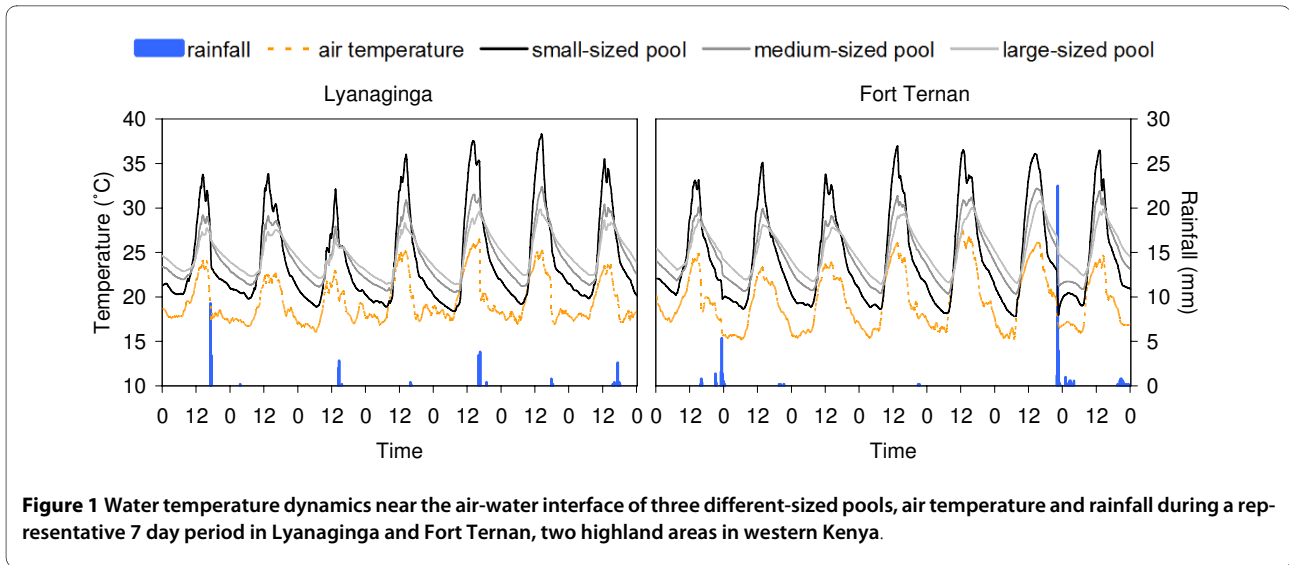 rainfall air temperature small-sized pool medium-sized pool large-sized pool
Lyanaginga Fort Ternan
40
35
30
25
20
15
10
Temperature (°C)
0 12 0 12 0 12 0 12 0 12 0 12 0 12 0
Time
0 12 0 12 0 12 0 12 0 12 0 12 0 12 0
Time
30
25
20
15
10
5
0
Rainfall (mm)
Figure 1 Water temperature dynamics near the air-water interface of three different-sized pools, air temperature and rainfall during a rep-
resentative 7 day period in Lyanaginga and Fort Ternan, two highland areas in western Kenya.